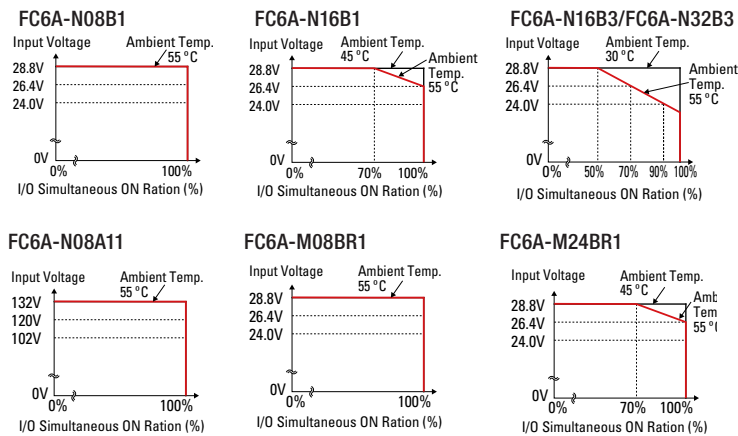 FC6A-N08B1
Input Voltage
Ambient Temp.
55 °C
28.8V
26.4V
24.0V
0V
0%
100%
I/O Simultaneous ON Ration (%)
FC6A-N16B1
Input Voltage
Ambient Temp.
45 °C
Ambient
Temp.
55 °C
28.8V
26.4V
24.0V
0V
0%
70%
100%
I/O Simultaneous ON Ration (%)
FC6A-N16B3/FC6A-N32B3
Input Voltage
Ambient Temp.
30 °C
Ambient
Temp.
55 °C
28.8V
26.4V
24.0V
0V
0%
50%
70%
90%
100%
I/O Simultaneous ON Ration (%)
FC6A-N08A11
Input Voltage
Ambient Temp.
55 °C
132V
120V
102V
0V
0%
100%
I/O Simultaneous ON Ration (%)
FC6A-M08BR1
Input Voltage
Ambient Temp.
55 °C
28.8V
26.4V
24.0V
0V
0%
100%
I/O Simultaneous ON Ration (%)
FC6A-M24BR1
Input Voltage
Ambient Temp.
45 °C
Amb
Tem
55 °
28.8V
26.4V
24.0V
0V
0%
70%
100%
I/O Simultaneous ON Ration (%)